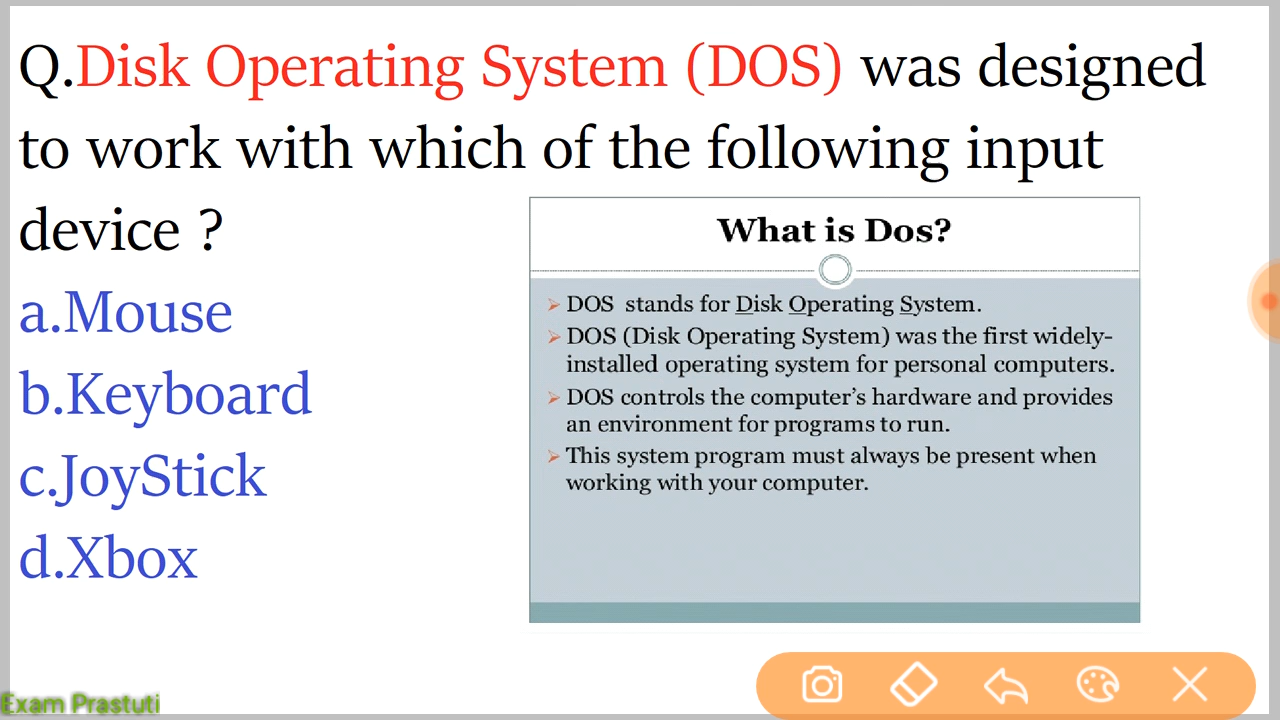 Q.Disk Operating System (DOS) was designed
to work with which of the following input
device ?
a.Mouse
b.Keyboard
c.JoyStick
d.Xbox
What is Dos?
DOS stands for Disk Operating System.
DOS (Disk Operating System) was the first widely-
installed operating system for personal computers.
DOS controls the computer's hardware and provides
an environment for programs to run.
This system program must always be present when
working with your computer.
Exam Prastuti